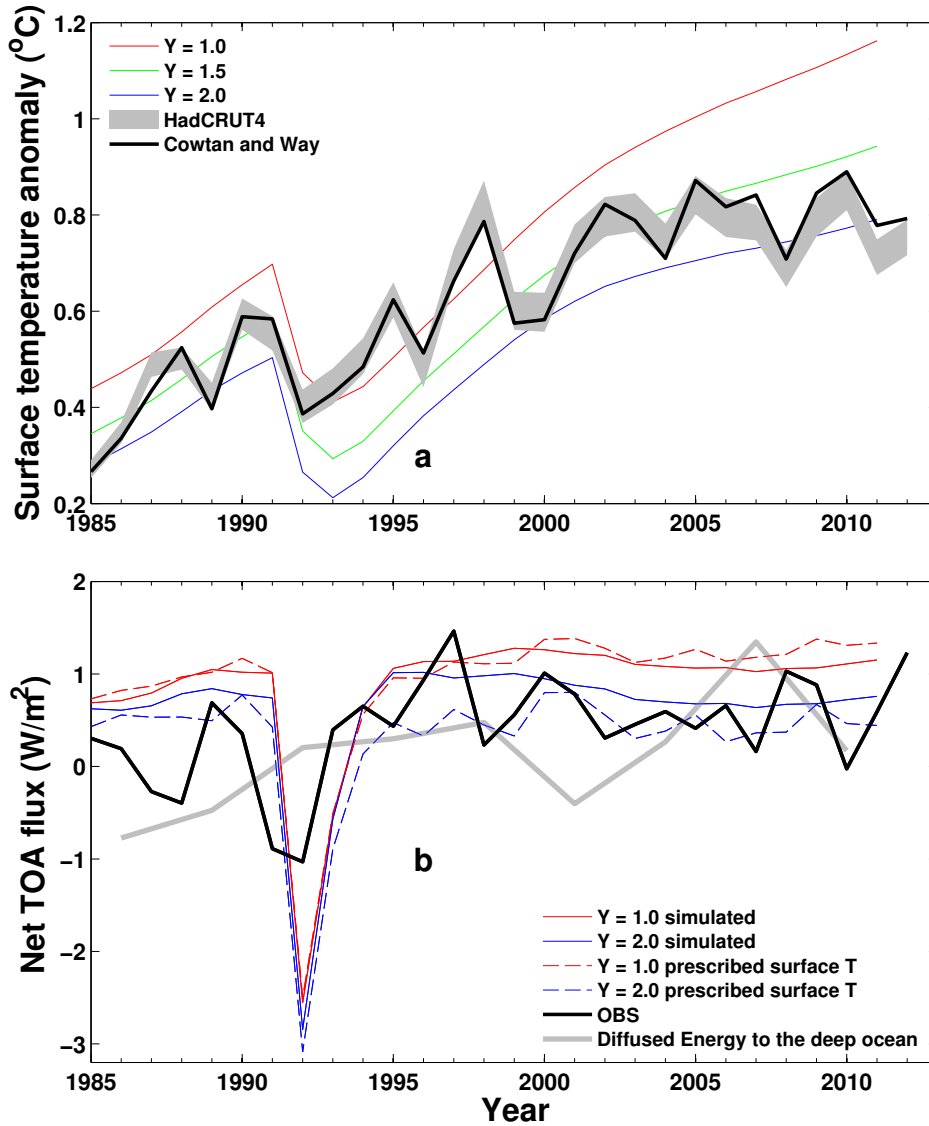 Surface temperature anomaly (°C)
1.2
1
0.8
0.6
0.4
0.2
Y = 1.0
Y = 1.5
Y = 2.0
HadCRUT4
Cowtan and Way
a
1985 1990 1995 2000 2005 2010
Net TOA flux (W/m²)
2
1
0
−1
−2
−3
b
Y = 1.0 simulated
Y = 2.0 simulated
Y = 1.0 prescribed surface T
Y = 2.0 prescribed surface T
OBS
Diffused Energy to the deep ocean
1985 1990 1995 2000 2005 2010
Year